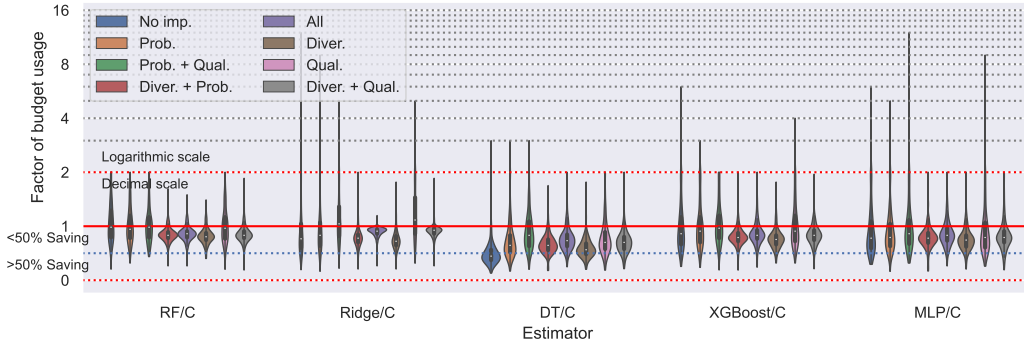 16
8
4
2
1
0
Factor of budget usage
<50% Saving
>50% Saving
No imp.
Prob.
Prob. + Qual.
Diver. + Prob.
All
Diver.
Qual.
Diver. + Qual.
Logarithmic scale
Decimal scale
RF/C
Ridge/C
DT/C
XGBoost/C
MLP/C
Estimator